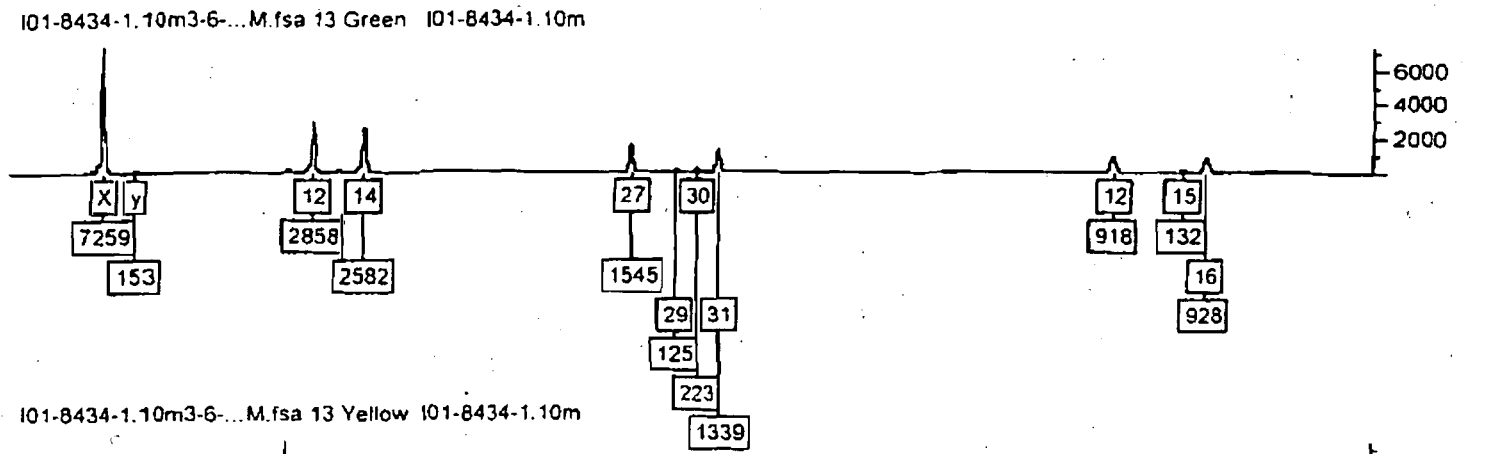 I01-8434-1.10m3-6-...M.fsa 13 Green I01-8434-1.10m
6000
4000
2000
X y 12 14 27 30 12 15
7259 2858 918 132
153 2582 1545 16
29 31 928
125
223
1339
I01-8434-1.10m3-6-...M.fsa 13 Yellow I01-8434-1.10m